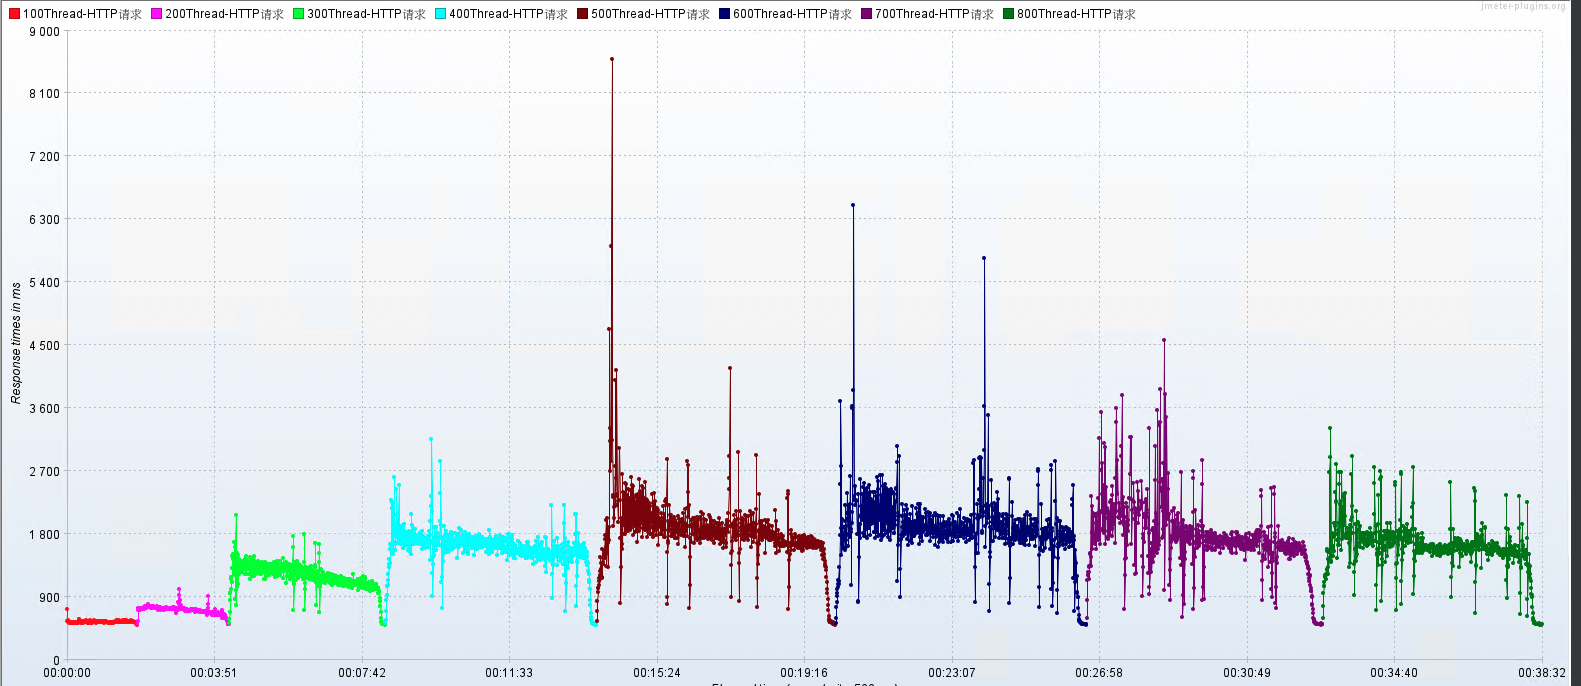 100Thread-HTTP请求 200Thread-HTTP请求 300Thread-HTTP请求 400Thread-HTTP请求 500Thread-HTTP请求 600Thread-HTTP请求 700Thread-HTTP请求 800Thread-HTTP请求
jmeter-plugins.org
9 000
8 100
7 200
6 300
5 400
4 500
3 600
2 700
1 800
900
0
Response times in ms
00:00:00 00:03:51 00:07:42 00:11:33 00:15:24 00:19:16 00:23:07 00:26:58 00:30:49 00:34:40 00:38:32